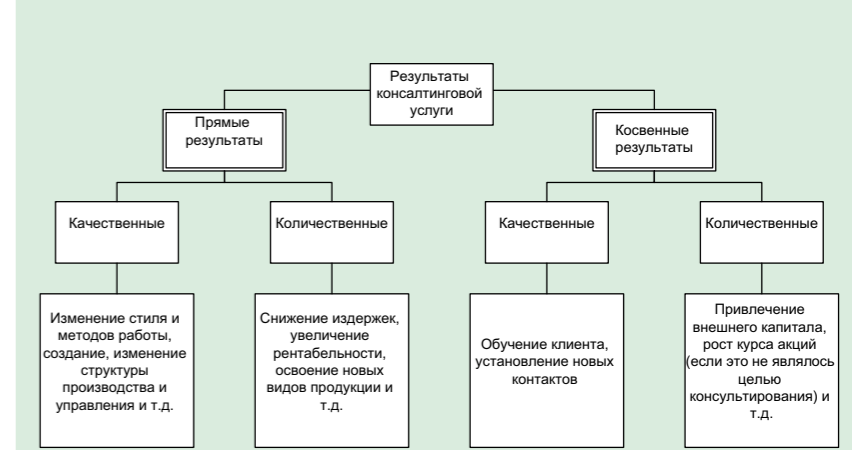 Результаты
консалтинговой
услуги
Прямые
результаты
Косвенные
результаты
Качественные
Количественные
Качественные
Количественные
Изменение стиля и
методов работы,
создание, изменение
структуры
производства и
управления и т.д.
Снижение издержек,
увеличение
рентабельности,
освоение новых
видов продукции и
т.д.
Обучение клиента,
установление новых
контактов
Привлечение
внешнего капитала,
рост курса акций
(если это не являлось
целью
консультирования) и
т.д.